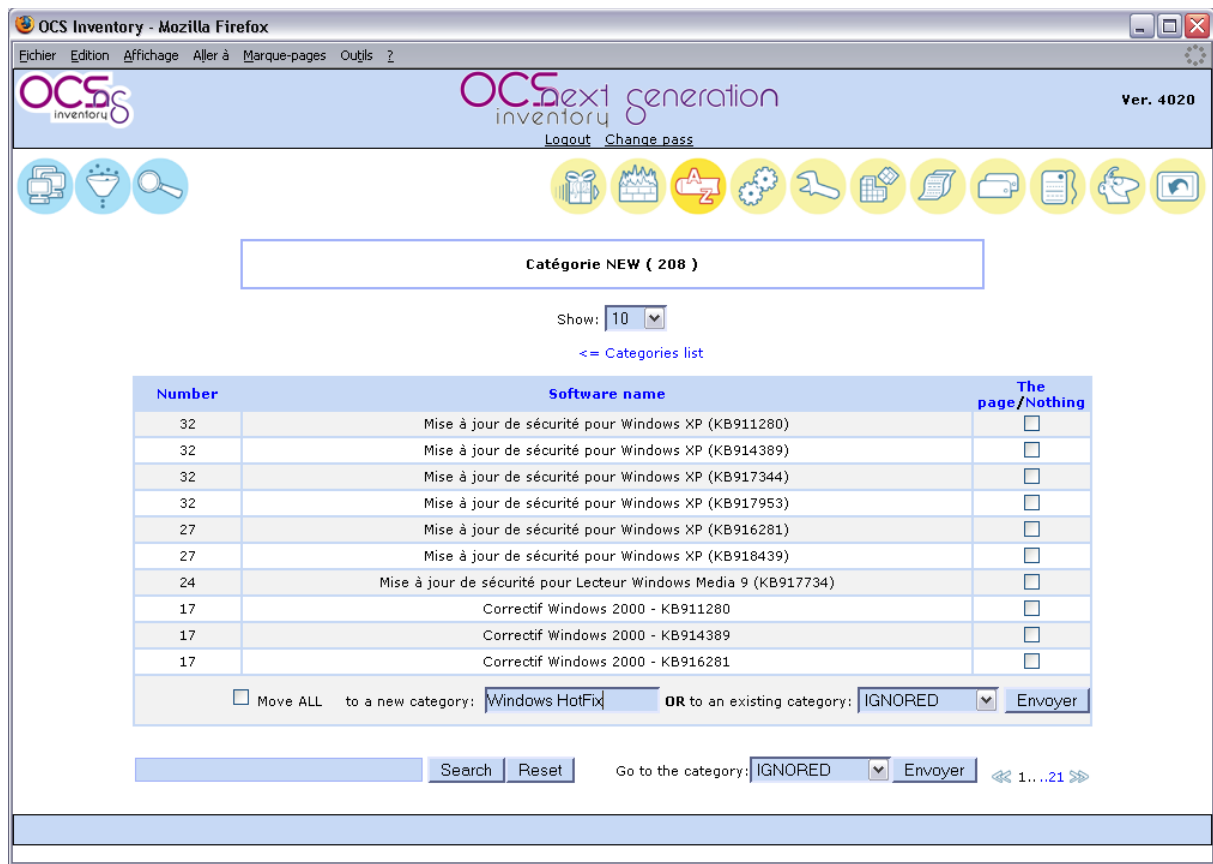 OCS Inventory - Mozilla Firefox
Fichier Edition Affichage Aller à Marque-pages Outils ?
OCS ng inventory
OCS next generation inventory
Ver. 4020
Logout Change pass
A Z
Catégorie NEW ( 208 )
Show: 10
<= Categories list
Number Software name The page/Nothing
32 Mise à jour de sécurité pour Windows XP (KB911280)
32 Mise à jour de sécurité pour Windows XP (KB914389)
32 Mise à jour de sécurité pour Windows XP (KB917344)
32 Mise à jour de sécurité pour Windows XP (KB917953)
27 Mise à jour de sécurité pour Windows XP (KB916281)
27 Mise à jour de sécurité pour Windows XP (KB918439)
24 Mise à jour de sécurité pour Lecteur Windows Media 9 (KB917734)
17 Correctif Windows 2000 - KB911280
17 Correctif Windows 2000 - KB914389
17 Correctif Windows 2000 - KB916281
Move ALL to a new category: Windows HotFix OR to an existing category: IGNORED Envoyer
Search Reset Go to the category: IGNORED Envoyer 1.. ..21